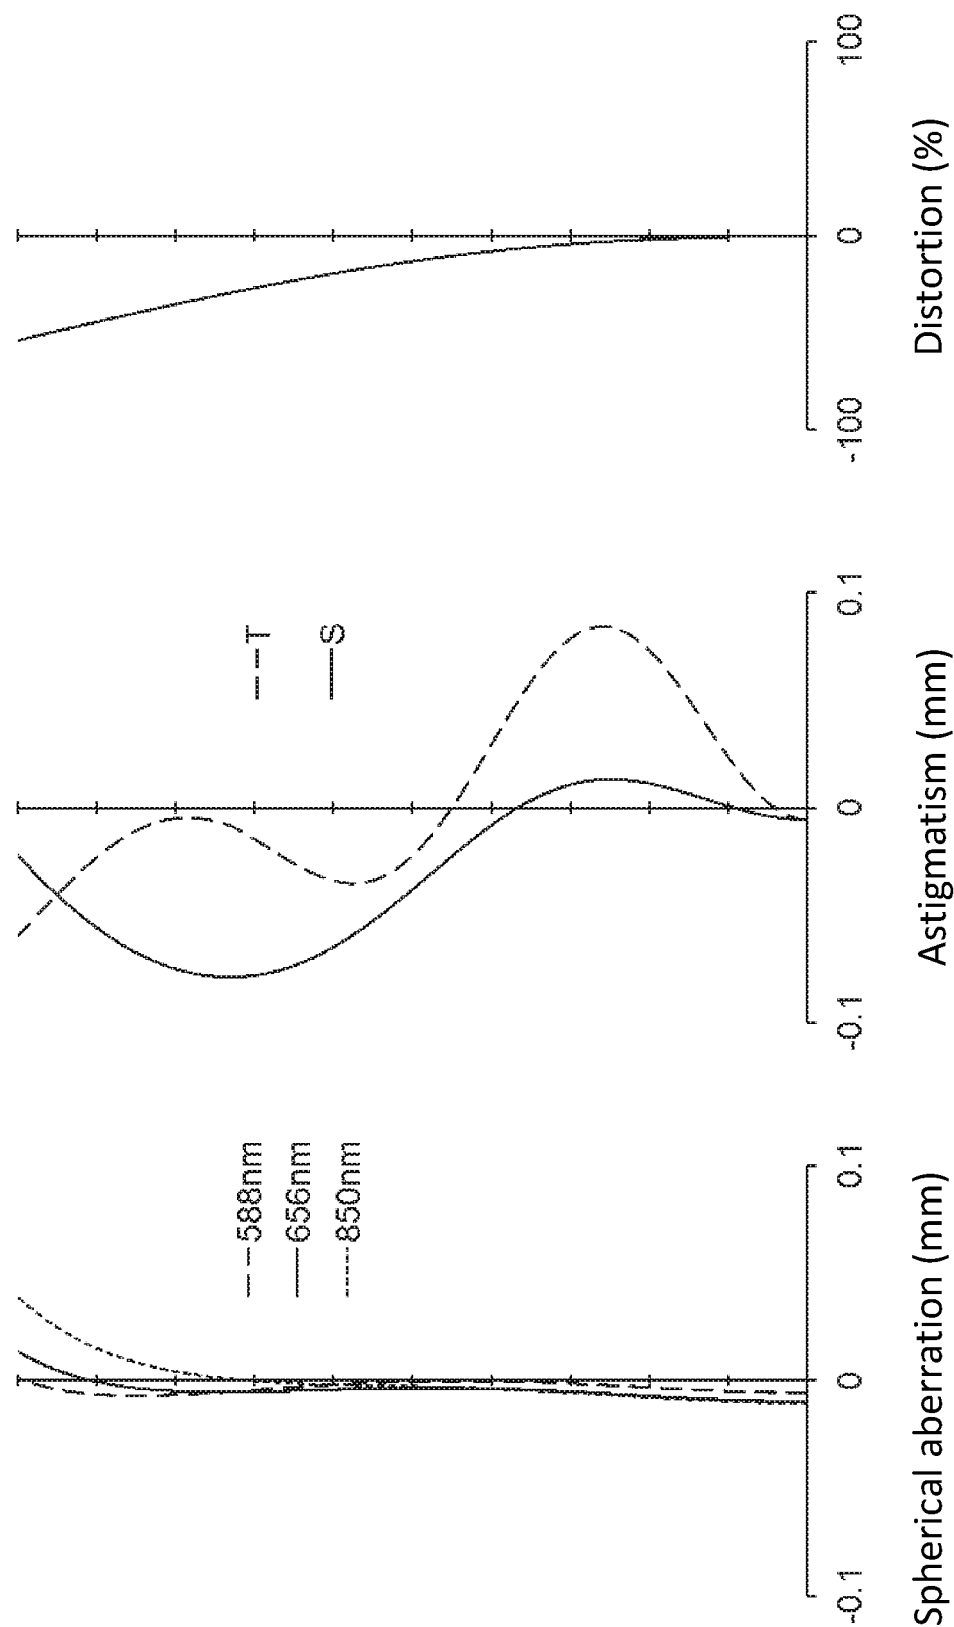 588nm
656nm
850nm
-0.1
0
0.1
Spherical aberration (mm)
T
S
-0.1
0
0.1
Astigmatism (mm)
-100
0
100
Distortion (%)